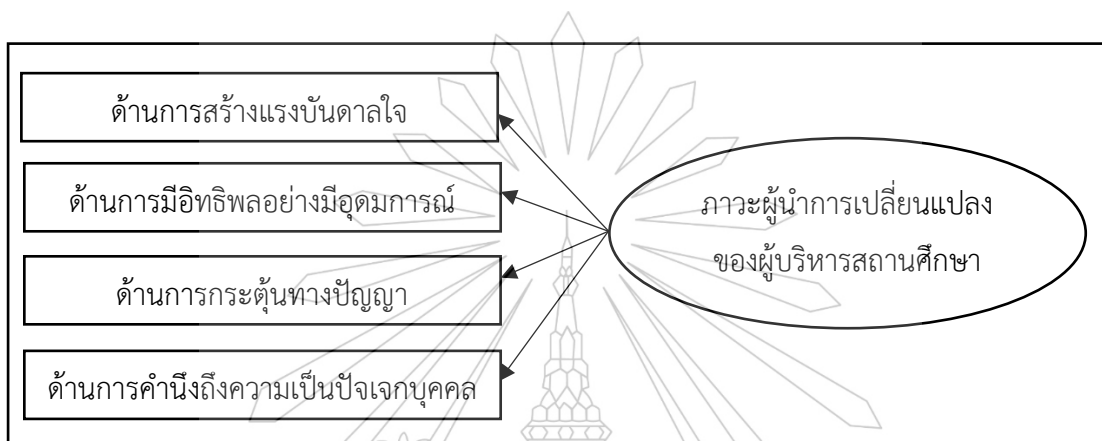 ด้านการสร้างแรงบันดาลใจ
ด้านการมีอิทธิพลอย่างมีอุดมการณ์
ด้านการกระตุ้นทางปัญญา
ด้านการคำนึงถึงความเป็นปัจเจกบุคคล
ภาวะผู้นำการเปลี่ยนแปลง
ของผู้บริหารสถานศึกษา